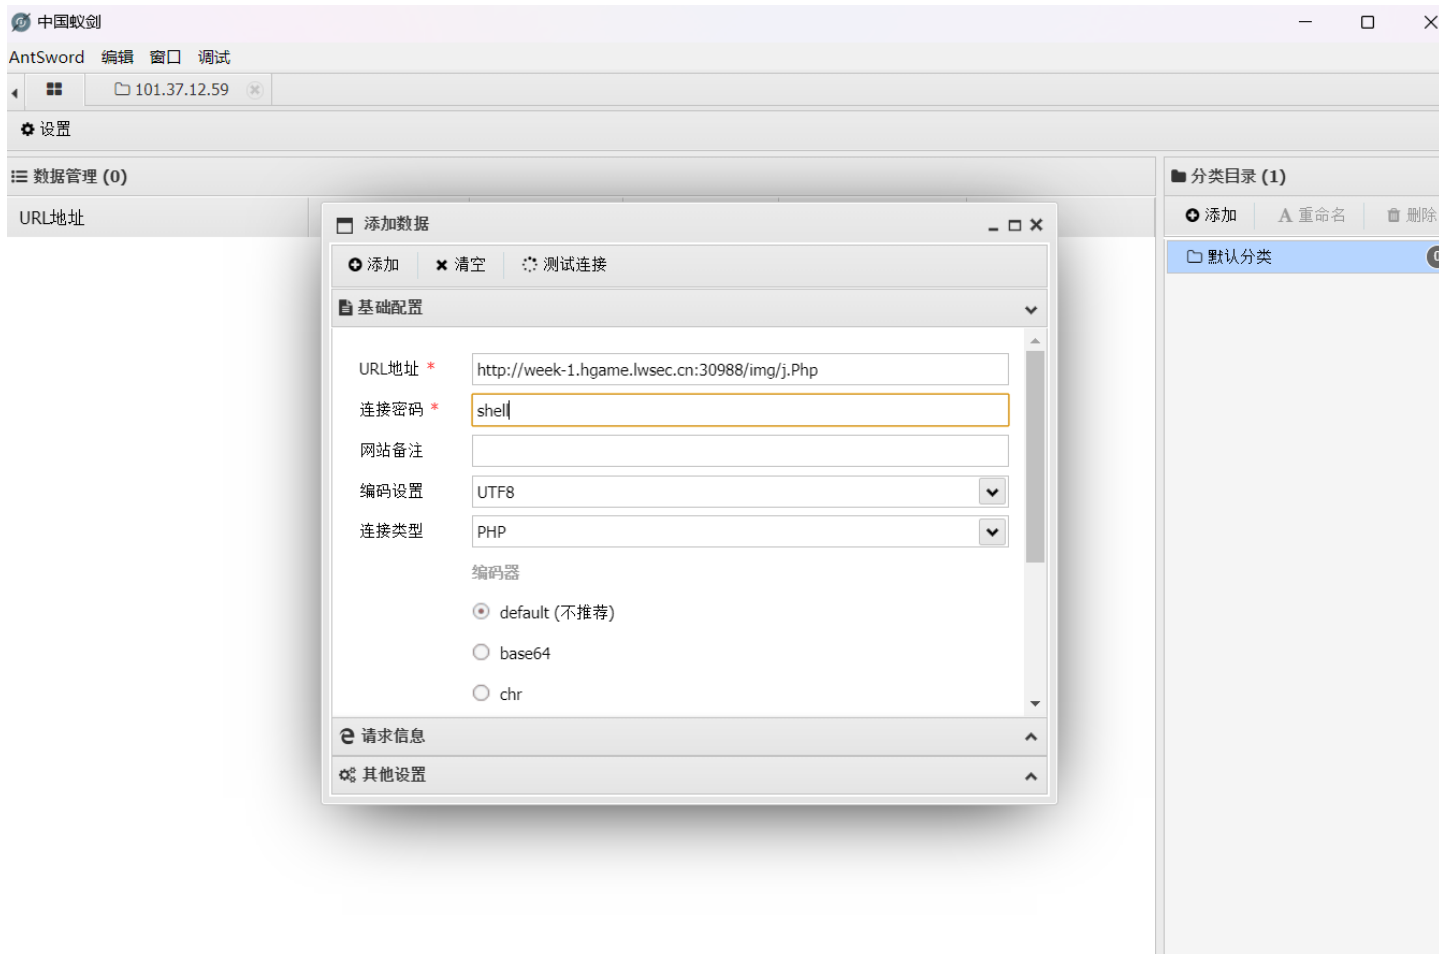 中国蚁剑
AntSword 编辑 窗口 调试
101.37.12.59
设置
数据管理 (0)
分类目录 (1)
URL地址
添加 重命名 删除
默认分类
添加数据
添加 清空 测试连接
基础配置
URL地址 * http://week-1.hgame.lwsec.cn:30988/img/j.Php
连接密码 * shell
网站备注
编码设置 UTF8
连接类型 PHP
编码器
default (不推荐)
base64
chr
请求信息
其他设置